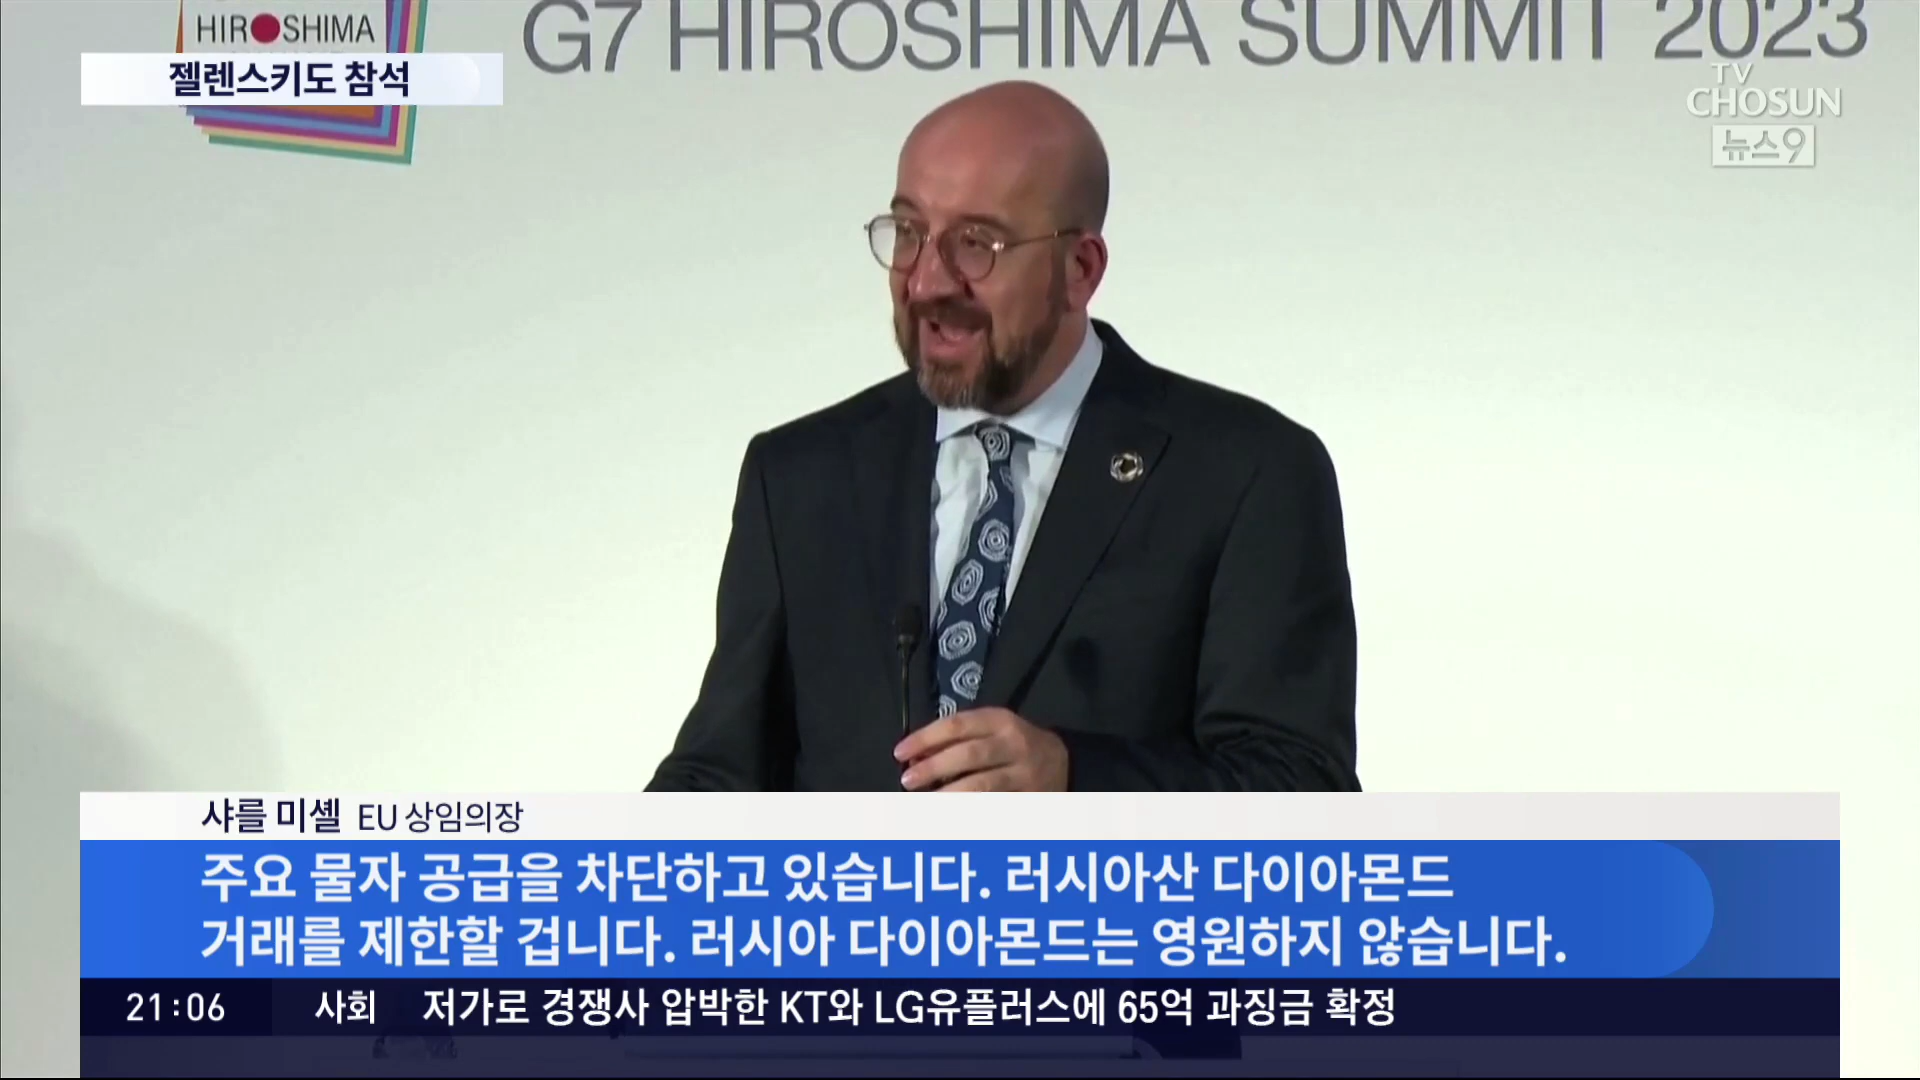 HIROSHIMA
G7 HIROSHIMA SUMMIT 2023
젤렌스키도 참석
TV
CHOSUN
뉴스9
샤를 미셸 EU 상임의장
주요 물자 공급을 차단하고 있습니다. 러시아산 다이아몬드
거래를 제한할 겁니다. 러시아 다이아몬드는 영원하지 않습니다.
21:06 사회 저가로 경쟁사 압박한 KT와 LG유플러스에 65억 과징금 확정